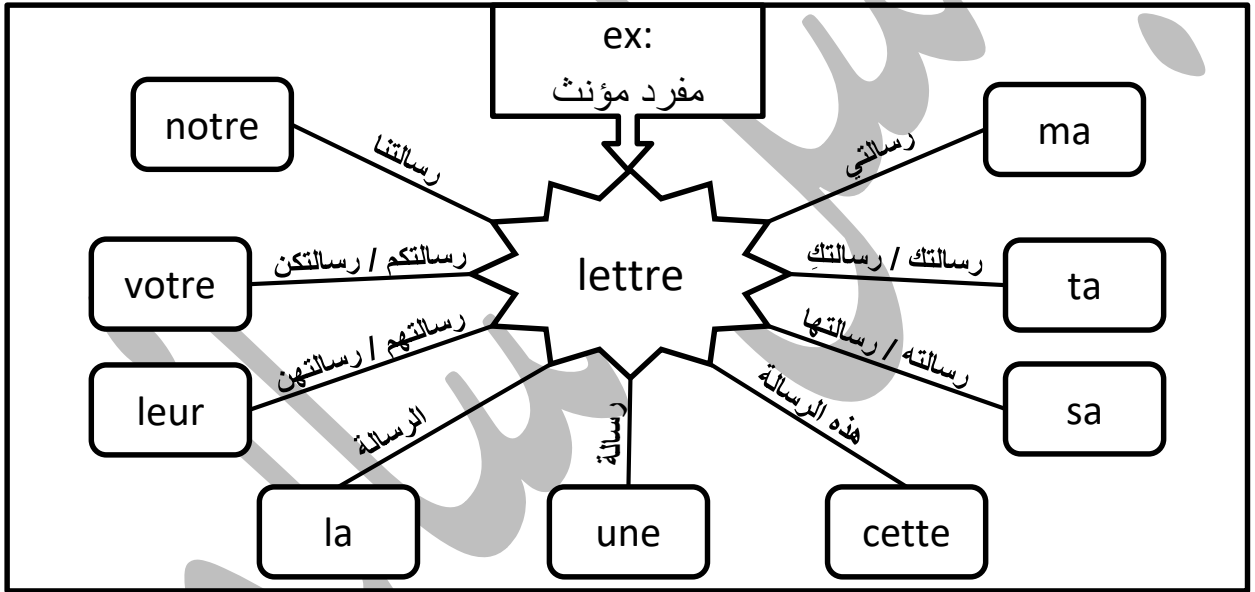 ex:
مفرد مؤنث
notre
رسالتنا
ma
رسالتي
votre
رسالتكم / رسالتكن
lettre
رسالتك / رسالتكِ
ta
leur
رسالتهم / رسالتهن
رسالته / رسالتها
sa
la
الرسالة
une
رسالة
cette
هذه الرسالة